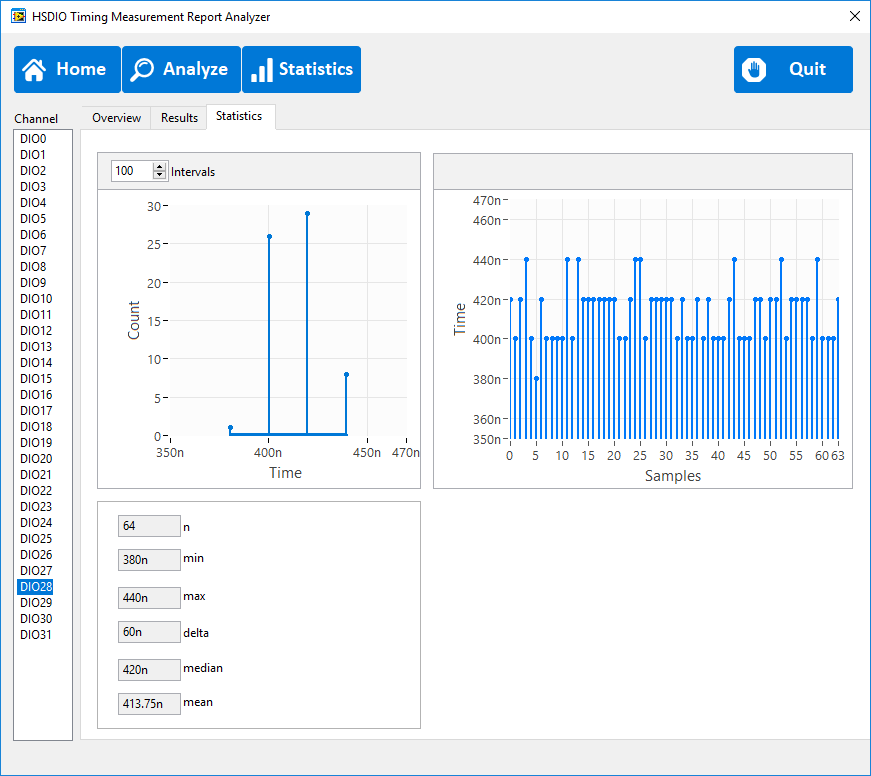 HSDIO Timing Measurement Report Analyzer
Home Analyze Statistics Quit
Channel
Overview Results Statistics
DIO0
DIO1
DIO2
DIO3
DIO4
DIO5
DIO6
DIO7
DIO8
DIO9
DIO10
DIO11
DIO12
DIO13
DIO14
DIO15
DIO16
DIO17
DIO18
DIO19
DIO20
DIO21
DIO22
DIO23
DIO24
DIO25
DIO26
DIO27
DIO28
DIO29
DIO30
DIO31
100 Intervals
30
25
20
15
10
5
0
Count
350n 400n 450n 470n
Time
470n
460n
440n
420n
400n
380n
360n
350n
Time
0 5 10 15 20 25 30 35 40 45 50 55 60 63
Samples
64 n
380n min
440n max
60n delta
420n median
413.75n mean